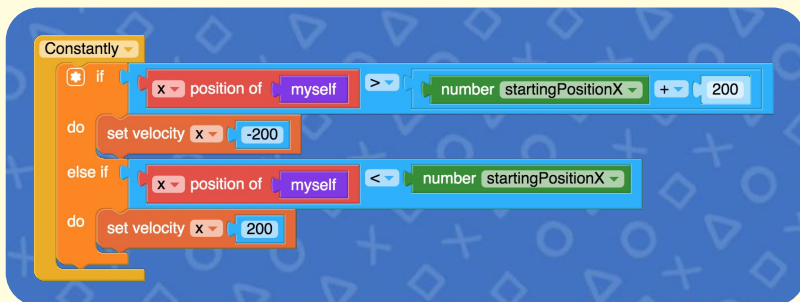 Constantly
if x position of myself > number startingPositionX + 200
do set velocity x -200
else if x position of myself < number startingPositionX
do set velocity x 200